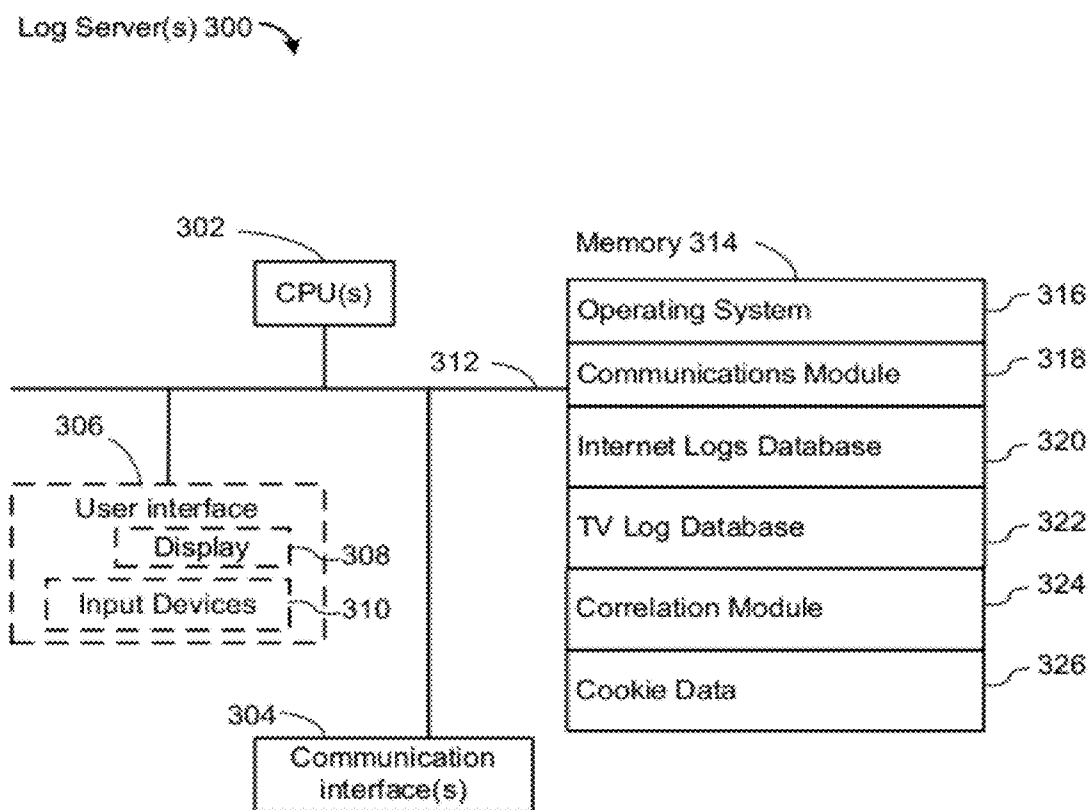 Log Server(s) 300
302
CPU(s)
Memory 314
Operating System
316
312
Communications Module
318
306
Internet Logs Database
320
User interface
Display
308
TV Log Database
322
Input Devices
310
Correlation Module
324
Cookie Data
326
304
Communication
interface(s)